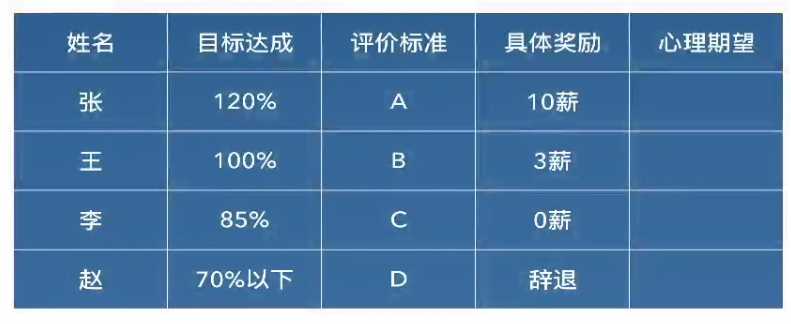 姓名 目标达成 评价标准 具体奖励 心理期望
张 120% A 10薪
王 100% B 3薪
李 85% C 0薪
赵 70%以下 D 辞退